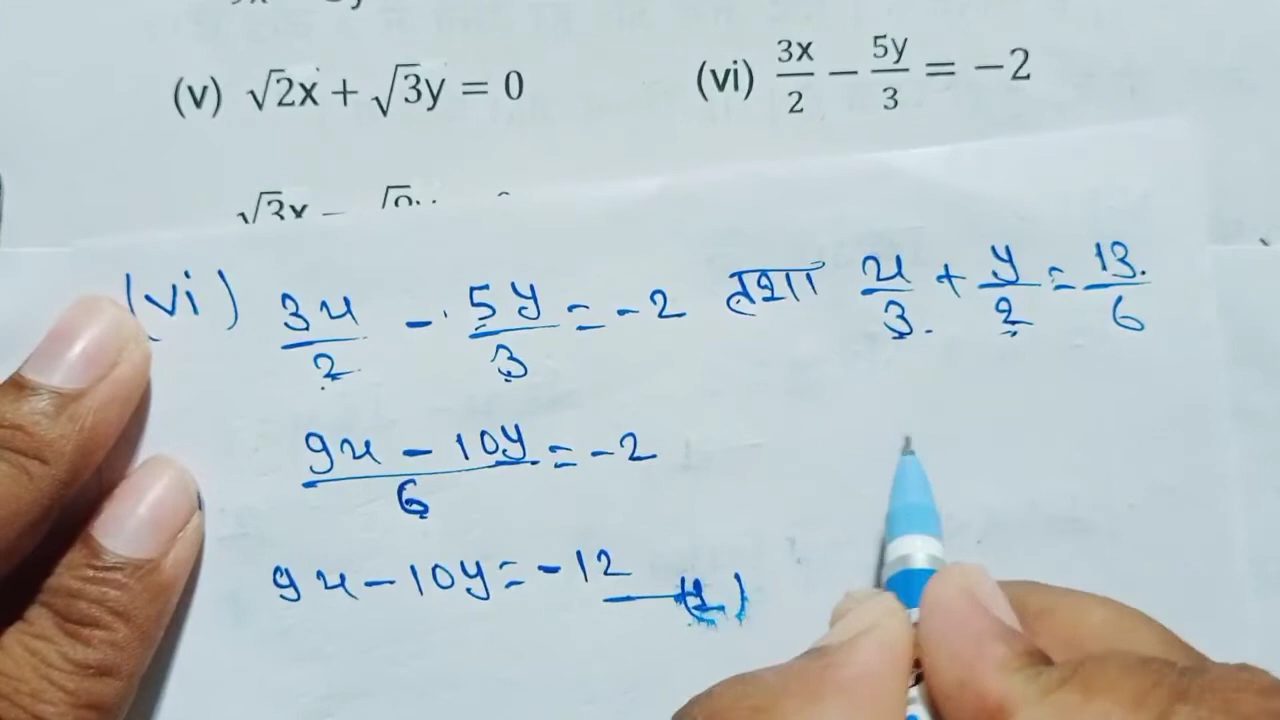 (v) √2x + √3y = 0
(vi) 3x/2 − 5y/3 = −2
(vi) 3x/2 − 5y/3 = −2 तथा x/3 + y/2 = 13/6
9x − 10y/6 = −2
9x − 10y = −12 (1)